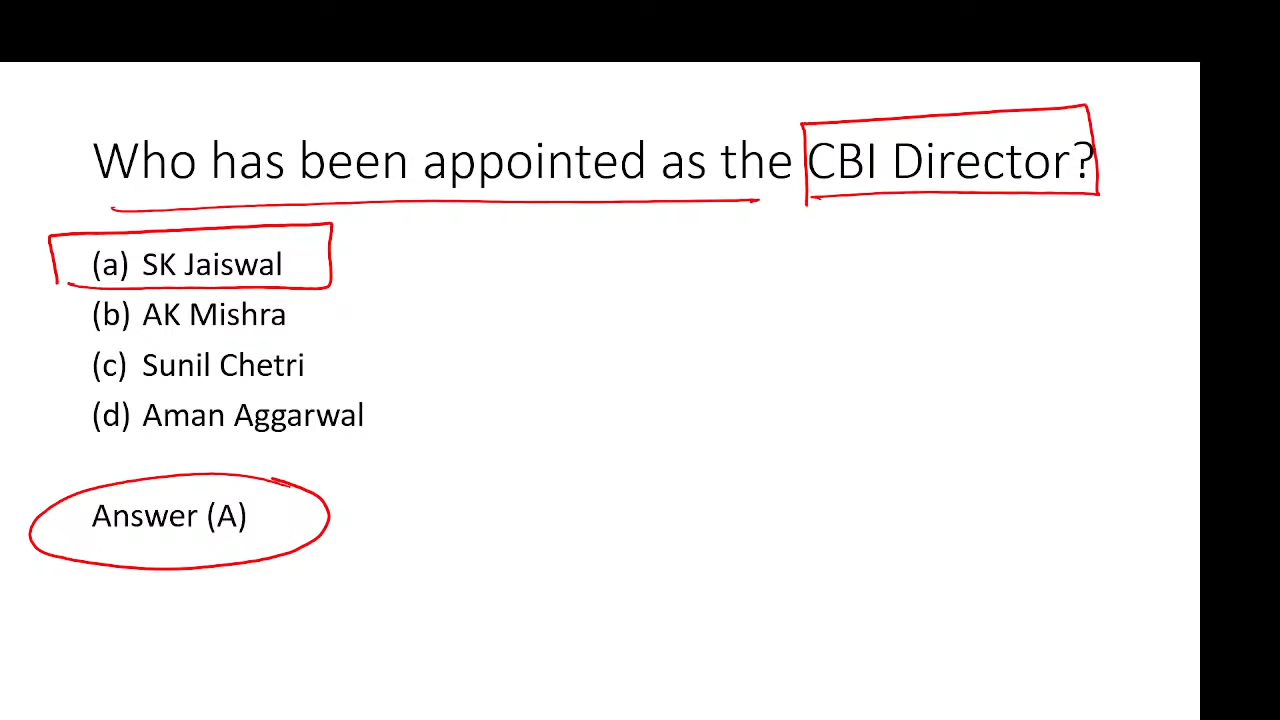 Who has been appointed as the CBI Director?
(a) SK Jaiswal
(b) AK Mishra
(c) Sunil Chetri
(d) Aman Aggarwal
Answer (A)